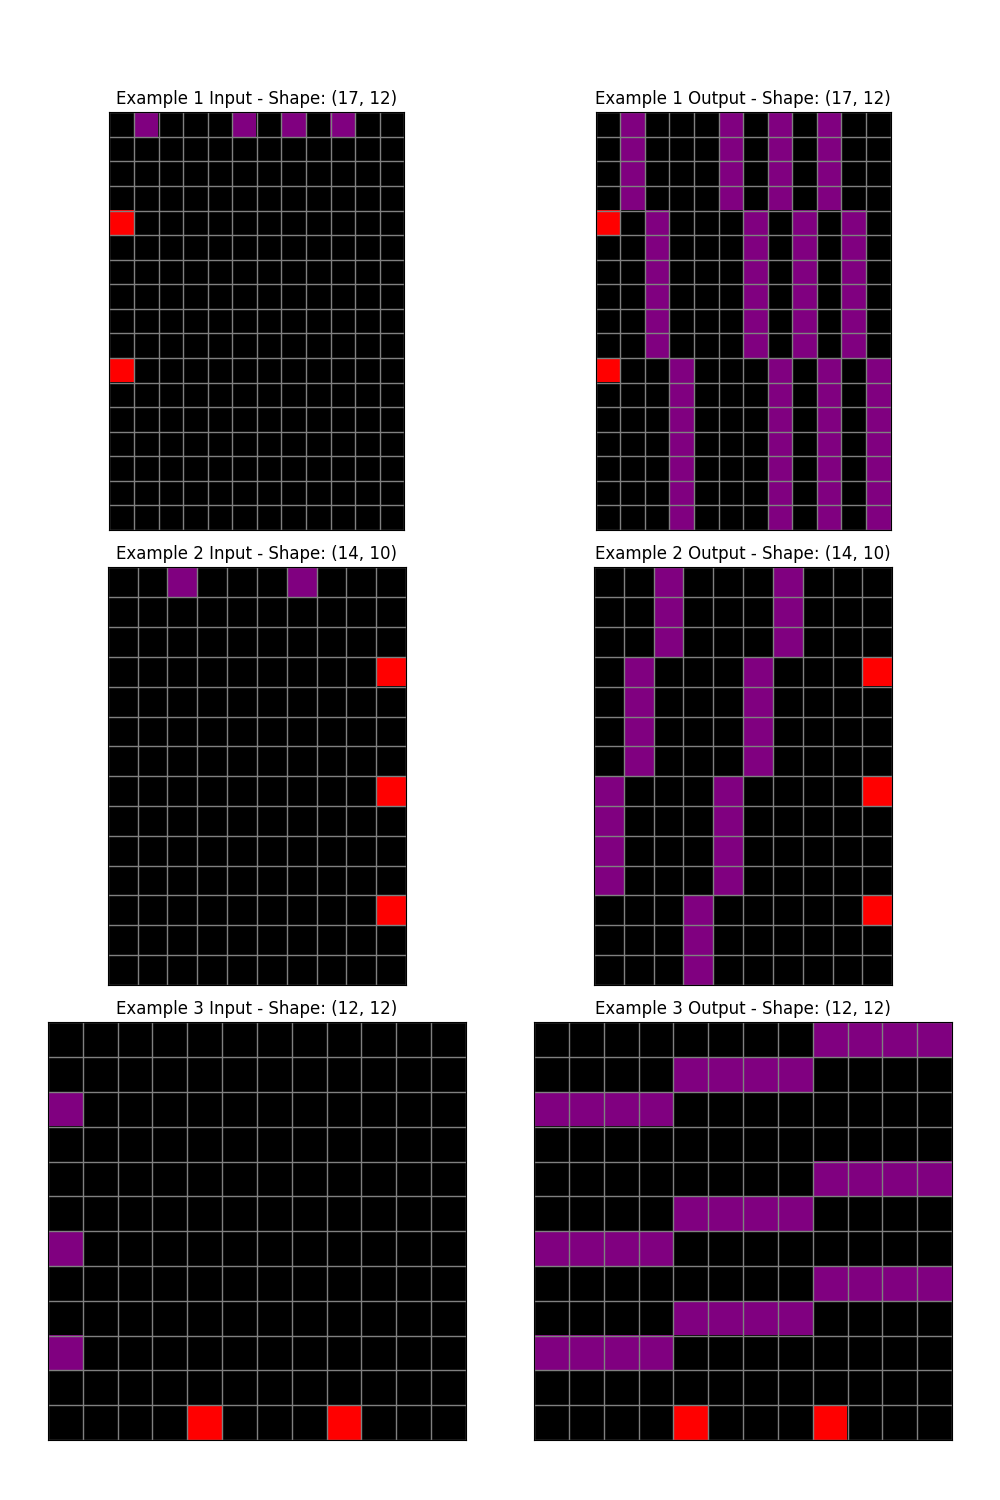 Example 1 Input - Shape: (17, 12)
Example 1 Output - Shape: (17, 12)
Example 2 Input - Shape: (14, 10)
Example 2 Output - Shape: (14, 10)
Example 3 Input - Shape: (12, 12)
Example 3 Output - Shape: (12, 12)